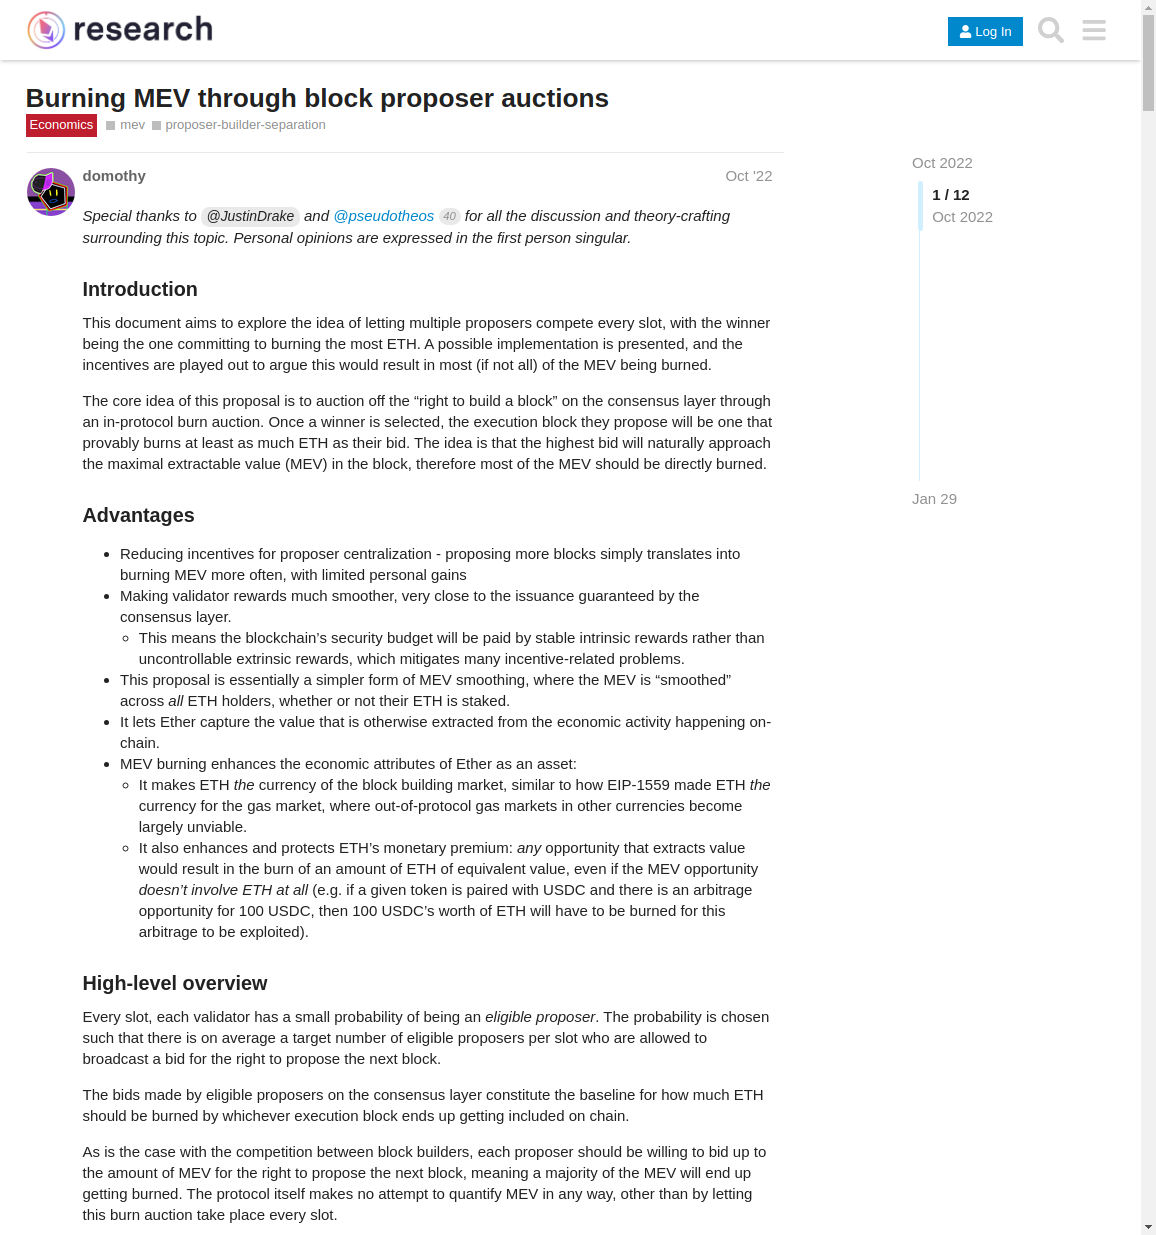 research
Log In
Burning MEV through block proposer auctions
Economics mev proposer-builder-separation
domothy Oct '22
Oct 2022
1 / 12
Oct 2022
Jan 29
Special thanks to @JustinDrake and @pseudotheos 40 for all the discussion and theory-crafting
surrounding this topic. Personal opinions are expressed in the first person singular.
Introduction
This document aims to explore the idea of letting multiple proposers compete every slot, with the winner
being the one committing to burning the most ETH. A possible implementation is presented, and the
incentives are played out to argue this would result in most (if not all) of the MEV being burned.
The core idea of this proposal is to auction off the “right to build a block” on the consensus layer through
an in-protocol burn auction. Once a winner is selected, the execution block they propose will be one that
provably burns at least as much ETH as their bid. The idea is that the highest bid will naturally approach
the maximal extractable value (MEV) in the block, therefore most of the MEV should be directly burned.
Advantages
• Reducing incentives for proposer centralization - proposing more blocks simply translates into
burning MEV more often, with limited personal gains
• Making validator rewards much smoother, very close to the issuance guaranteed by the
consensus layer.
◦ This means the blockchain’s security budget will be paid by stable intrinsic rewards rather than
uncontrollable extrinsic rewards, which mitigates many incentive-related problems.
• This proposal is essentially a simpler form of MEV smoothing, where the MEV is “smoothed”
across all ETH holders, whether or not their ETH is staked.
• It lets Ether capture the value that is otherwise extracted from the economic activity happening on-
chain.
• MEV burning enhances the economic attributes of Ether as an asset:
◦ It makes ETH the currency of the block building market, similar to how EIP-1559 made ETH the
currency for the gas market, where out-of-protocol gas markets in other currencies become
largely unviable.
◦ It also enhances and protects ETH’s monetary premium: any opportunity that extracts value
would result in the burn of an amount of ETH of equivalent value, even if the MEV opportunity
doesn’t involve ETH at all (e.g. if a given token is paired with USDC and there is an arbitrage
opportunity for 100 USDC, then 100 USDC’s worth of ETH will have to be burned for this
arbitrage to be exploited).
High-level overview
Every slot, each validator has a small probability of being an eligible proposer. The probability is chosen
such that there is on average a target number of eligible proposers per slot who are allowed to
broadcast a bid for the right to propose the next block.
The bids made by eligible proposers on the consensus layer constitute the baseline for how much ETH
should be burned by whichever execution block ends up getting included on chain.
As is the case with the competition between block builders, each proposer should be willing to bid up to
the amount of MEV for the right to propose the next block, meaning a majority of the MEV will end up
getting burned. The protocol itself makes no attempt to quantify MEV in any way, other than by letting
this burn auction take place every slot.